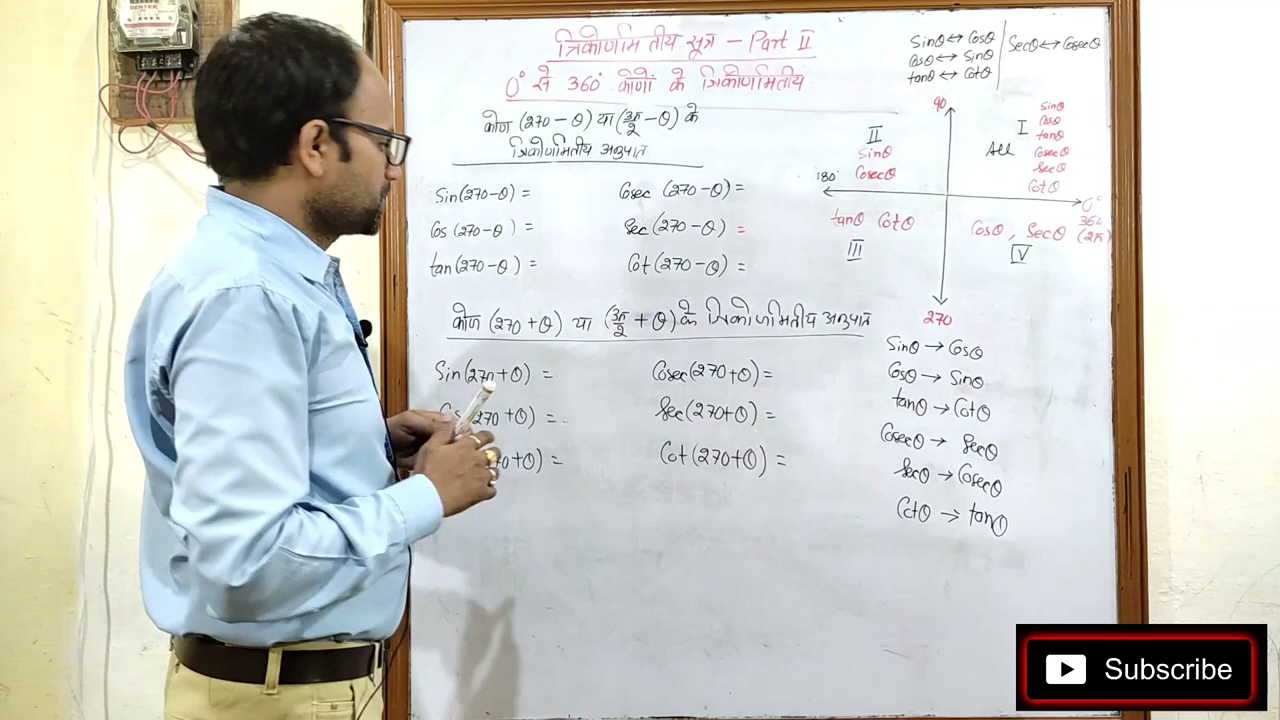 त्रिकोणमितीय सूत्र - Part II
0° से 360° कोणों के त्रिकोणमितीय
कोण (270 - θ) या (3π/2 - θ) के
त्रिकोणमितीय अनुपात
Sin(270-θ) =
Cosec (270-θ) =
Cos (270-θ) =
Sec (270-θ) =
tan (270-θ) =
Cot (270-θ) =
कोण (270 + θ) या (3π/2 + θ) के त्रिकोणमितीय अनुपात
Sin(270+θ) =
Cosec(270+θ) =
Cos(270+θ) =
Sec(270+θ) =
70+θ) =
Cot (270+θ) =
Sinθ ↔ Cosθ
Cosθ ↔ Sinθ
tanθ ↔ Cotθ
Secθ ↔ Cosecθ
90
II
Sinθ
Cosecθ
180°
I
All
Sinθ
Cosθ
tanθ
Cosecθ
Secθ
Cotθ
0°
360
(2π)
tanθ Cotθ
III
Cosθ, Secθ
IV
270
Sinθ → Cosθ
Cosθ → Sinθ
tanθ → Cotθ
Cosecθ → Secθ
Secθ → Cosecθ
Cotθ → tanθ
Subscribe